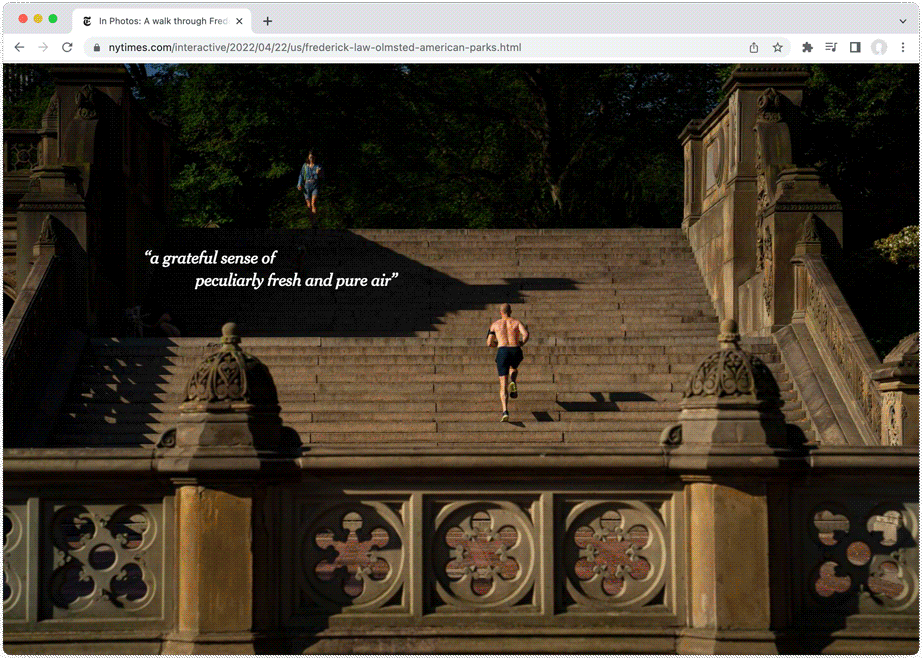 In Photos: A walk through Fred
nytimes.com/interactive/2022/04/22/us/frederick-law-olmsted-american-parks.html
“a grateful sense of
peculiarly fresh and pure air”